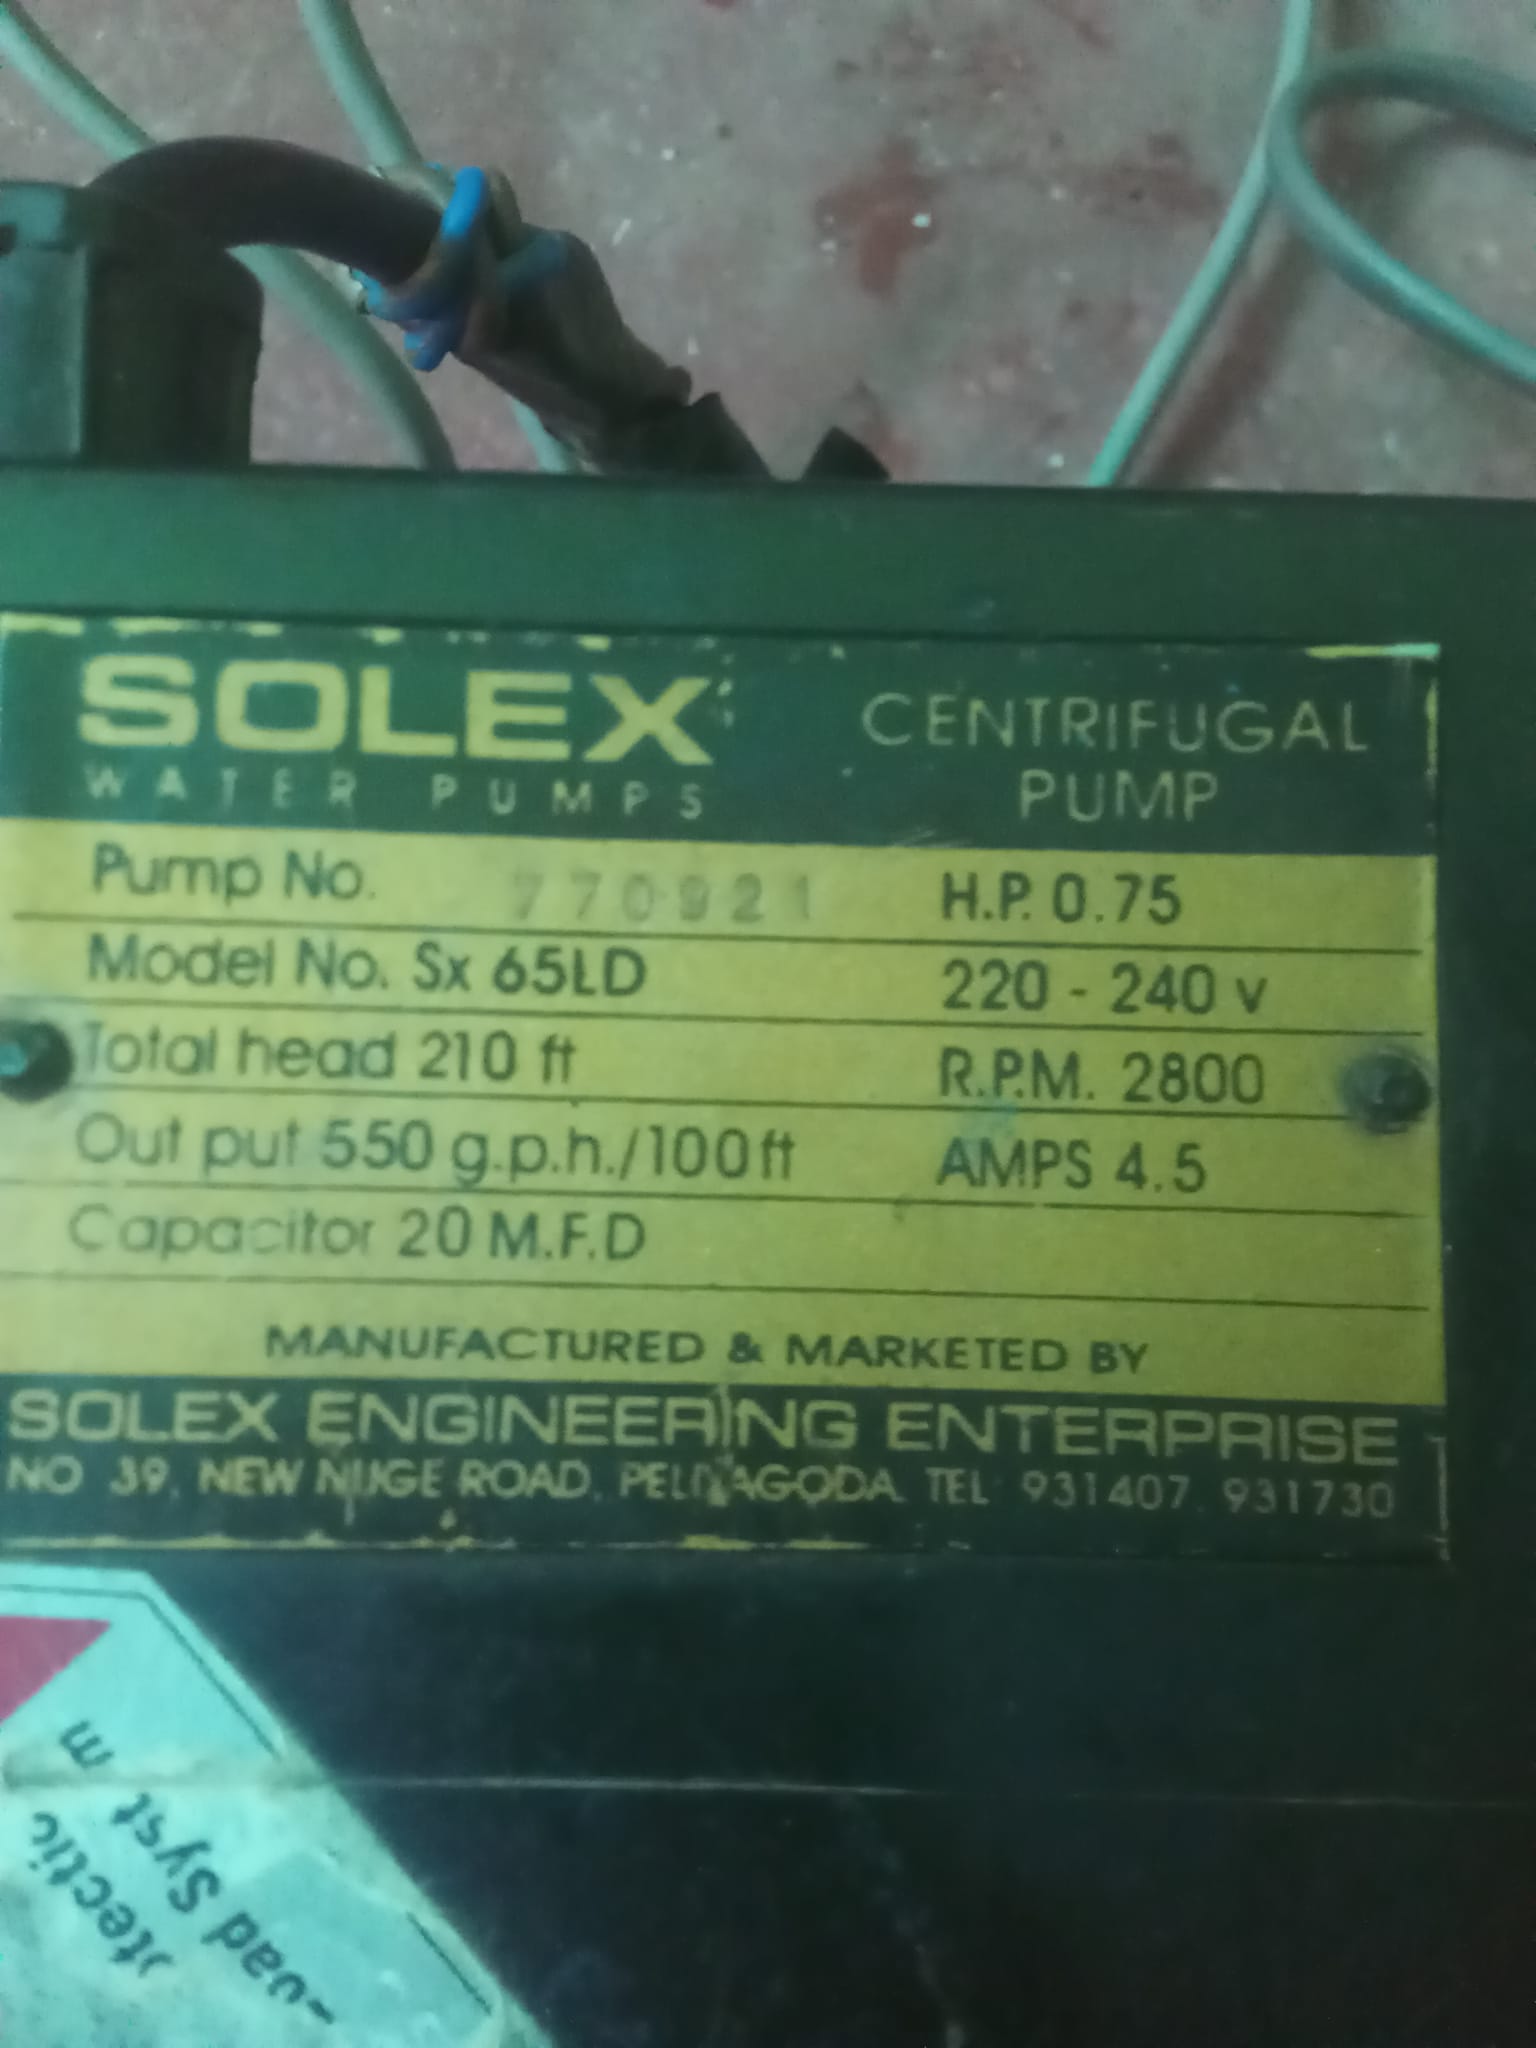 SOLEX
WATER PUMPS
CENTRIFUGAL
PUMP
Pump No. 770921 H.P. 0.75
Model No. Sx 65LD 220 - 240 v
Total head 210 ft R.P.M. 2800
Out put 550 g.p.h./100ft AMPS 4.5
Capacitor 20 M.F.D
MANUFACTURED & MARKETED BY
SOLEX ENGINEERING ENTERPRISE
NO 39, NEW NUGE ROAD, PELIYAGODA. TEL: 931407, 931730